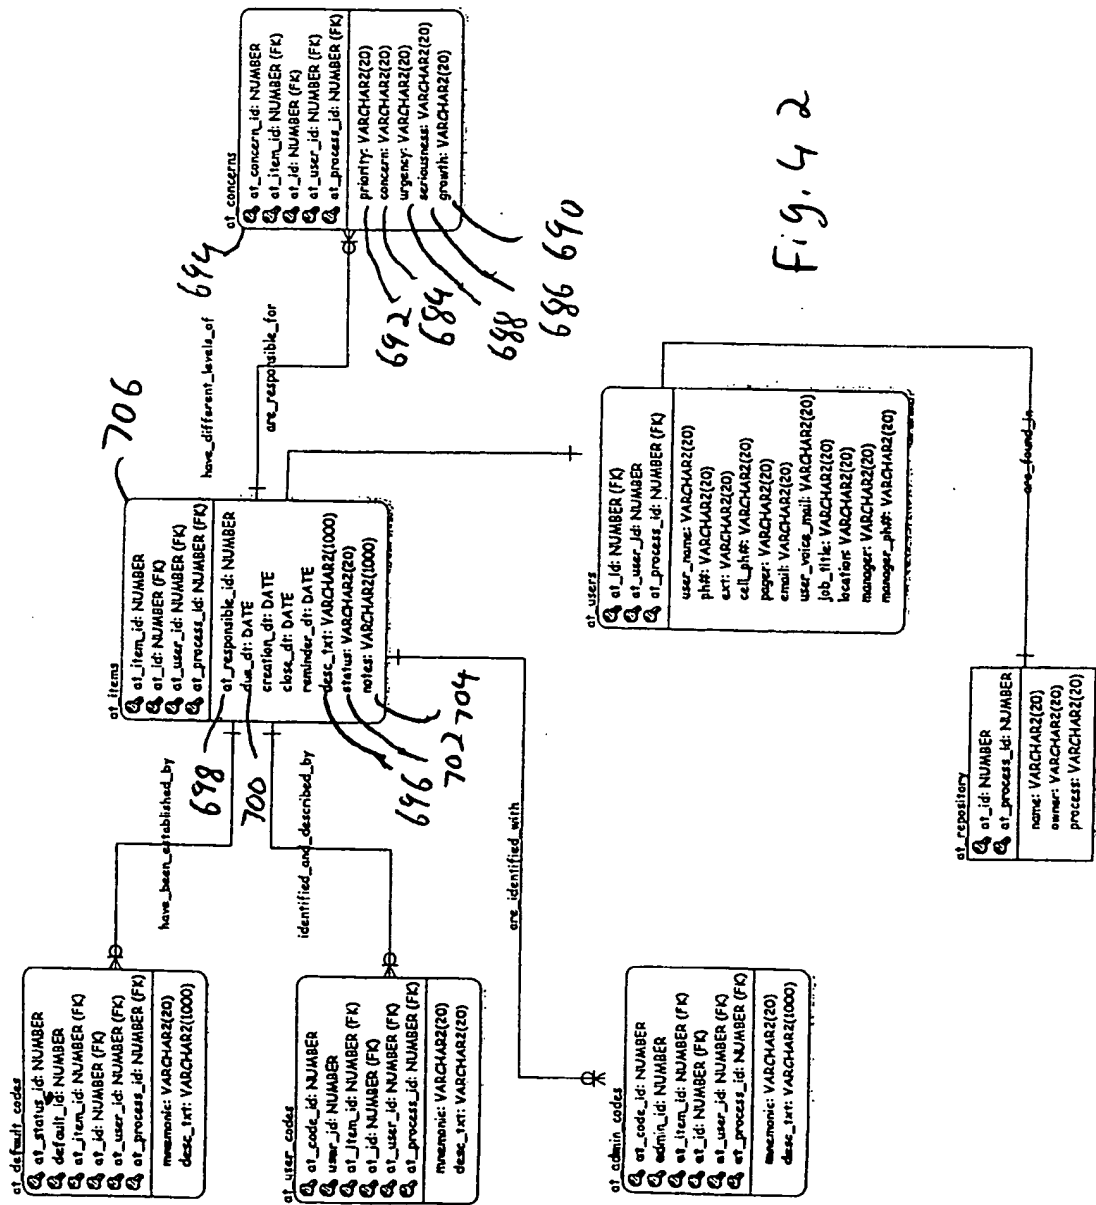 at_default_codes
at_status_id: NUMBER
default_id: NUMBER
at_item_id: NUMBER (FK)
at_id: NUMBER (FK)
at_user_id: NUMBER (FK)
at_process_id: NUMBER (FK)
mnemonic: VARCHAR2(20)
desc_txt: VARCHAR2(1000)
have_been_established_by
at_user_codes
at_code_id: NUMBER
user_id: NUMBER
at_item_id: NUMBER (FK)
at_id: NUMBER (FK)
at_user_id: NUMBER (FK)
at_process_id: NUMBER (FK)
mnemonic: VARCHAR2(20)
desc_txt: VARCHAR2(20)
identified_and_described_by
at_admin_codes
at_code_id: NUMBER
admin_id: NUMBER
at_item_id: NUMBER (FK)
at_id: NUMBER (FK)
at_user_id: NUMBER (FK)
at_process_id: NUMBER (FK)
mnemonic: VARCHAR2(20)
desc_txt: VARCHAR2(1000)
are_identified_with
at_items
at_item_id: NUMBER
at_id: NUMBER (FK)
at_user_id: NUMBER (FK)
at_process_id: NUMBER (FK)
at_responsible_id: NUMBER
due_dt: DATE
creation_dt: DATE
close_dt: DATE
reminder_dt: DATE
desc_txt: VARCHAR2(1000)
status: VARCHAR2(20)
notes: VARCHAR2(1000)
706
698
700
696
702
704
have_different_levels_of
are_responsible_for
at_concerns
at_concern_id: NUMBER
at_item_id: NUMBER (FK)
at_id: NUMBER (FK)
at_user_id: NUMBER (FK)
at_process_id: NUMBER (FK)
priority: VARCHAR2(20)
concern: VARCHAR2(20)
urgency: VARCHAR2(20)
seriousness: VARCHAR2(20)
growth: VARCHAR2(20)
694
692
684
688
686
690
at_users
at_id: NUMBER (FK)
at_user_id: NUMBER
at_process_id: NUMBER (FK)
user_name: VARCHAR2(20)
ph#: VARCHAR2(20)
ext: VARCHAR2(20)
cell_ph#: VARCHAR2(20)
pager: VARCHAR2(20)
email: VARCHAR2(20)
user_voice_mail: VARCHAR2(20)
job_title: VARCHAR2(20)
location: VARCHAR2(20)
manager: VARCHAR2(20)
manager_ph#: VARCHAR2(20)
are_found_in
at_repository
at_id: NUMBER
at_process_id: NUMBER
name: VARCHAR2(20)
owner: VARCHAR2(20)
process: VARCHAR2(20)
Fig. 42